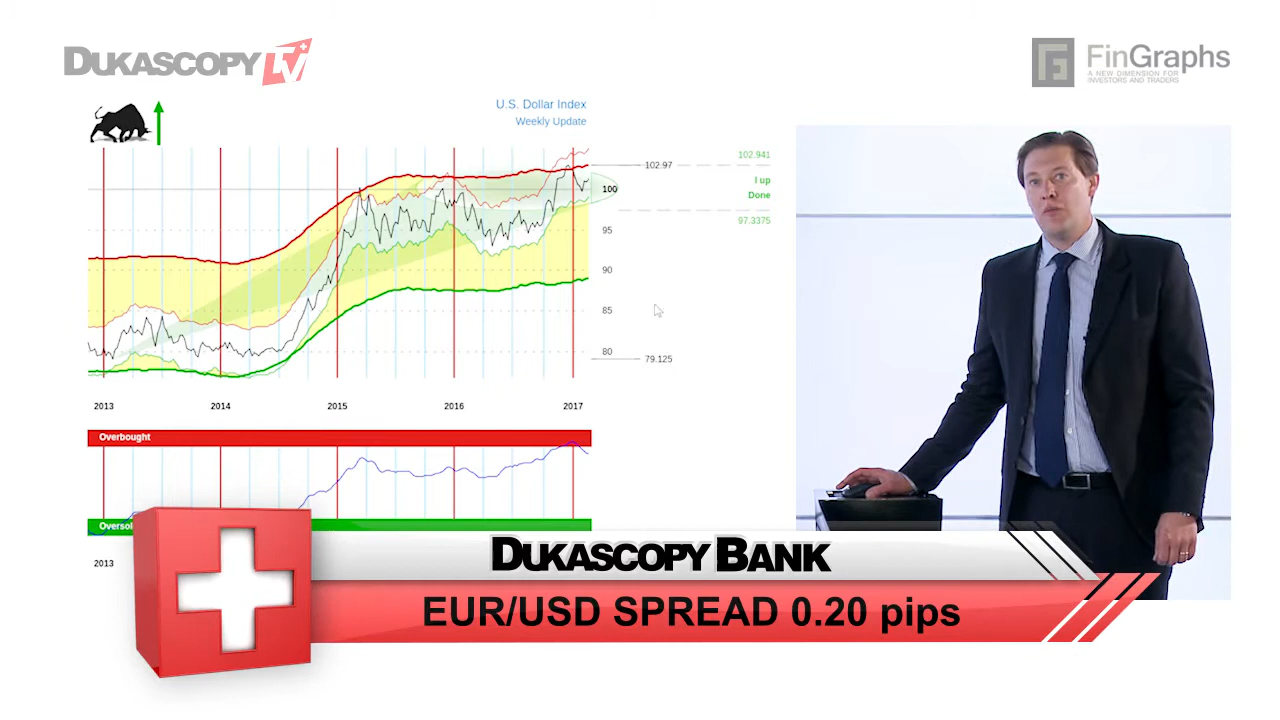 DUKASCOPY TV
FinGraphs
A NEW DIMENSION FOR
INVESTORS AND TRADERS
U.S. Dollar Index
Weekly Update
102.941
102.97
I up
100
Done
97.3375
95
90
85
80
79.125
2013 2014 2015 2016 2017
Overbought
Oversol
2013
DUKASCOPY BANK
EUR/USD SPREAD 0.20 pips